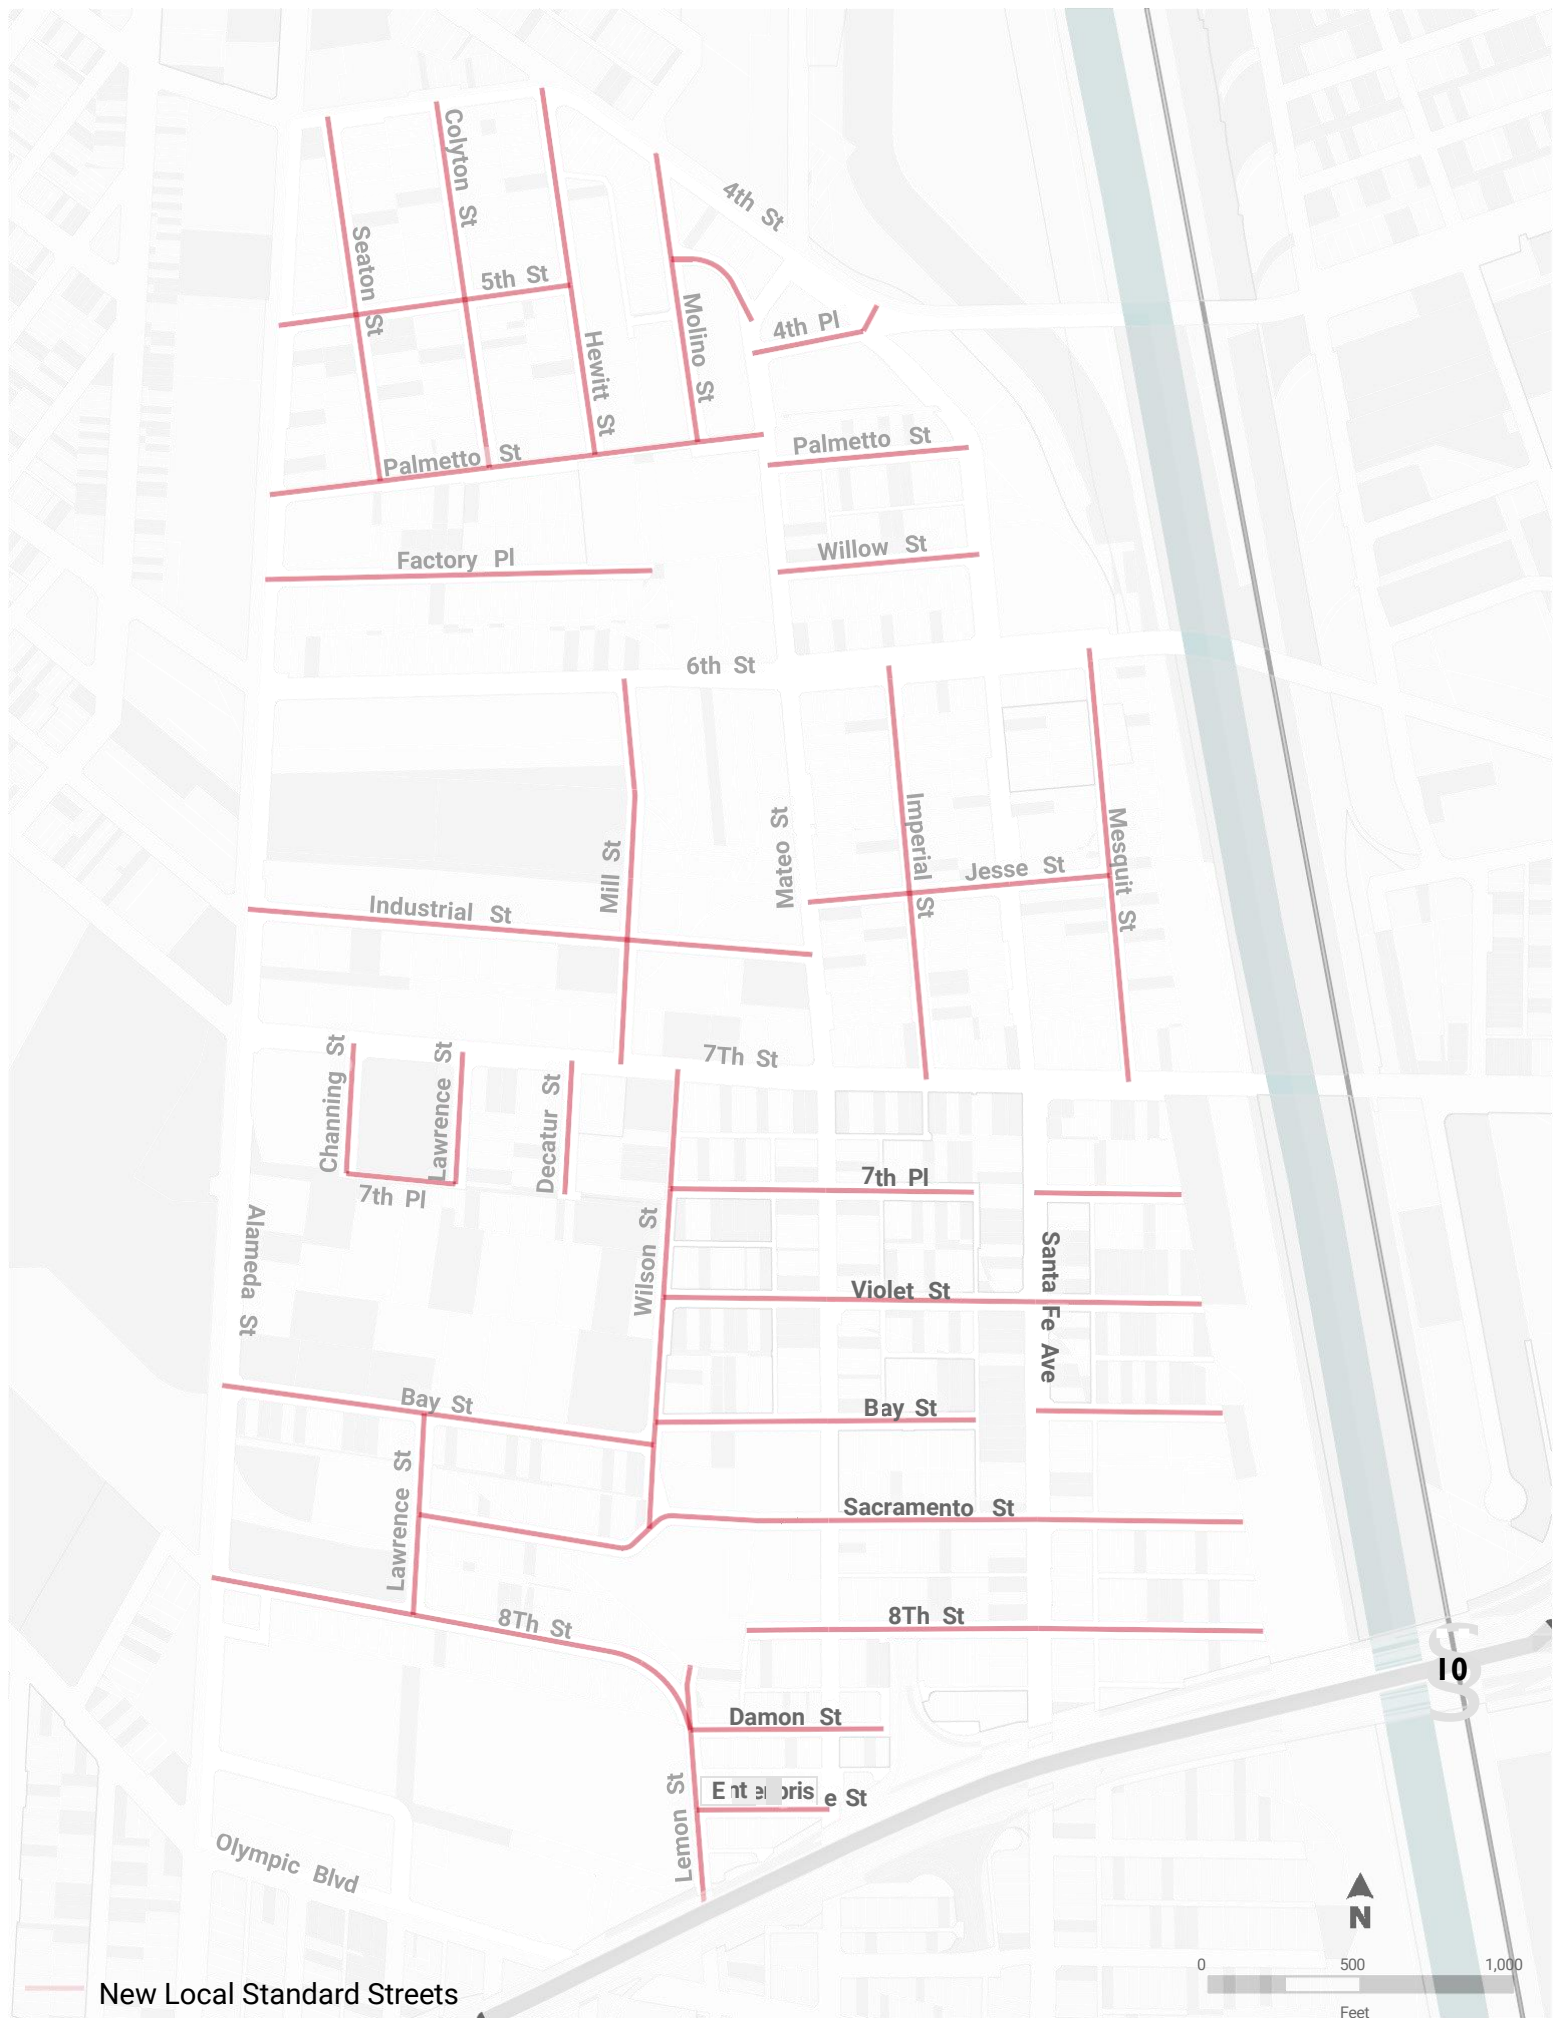 Colyton St
4th St
Seaton St
5th St
Molino St
4th Pl
Hewitt St
Palmetto St
Palmetto St
Willow St
Factory Pl
6th St
Imperial St
Mateo St
Mesquit St
Mill St
Jesse St
Industrial St
Channing St
Lawrence St
7Th St
Decatur St
7th Pl
7th Pl
Alameda St
Wilson St
Santa Fe Ave
Violet St
Bay St
Bay St
Lawrence St
Sacramento St
8Th St
8Th St
10
Damon St
Enterprise St
Lemon St
Olympic Blvd
N
0 500 1,000
Feet
New Local Standard Streets